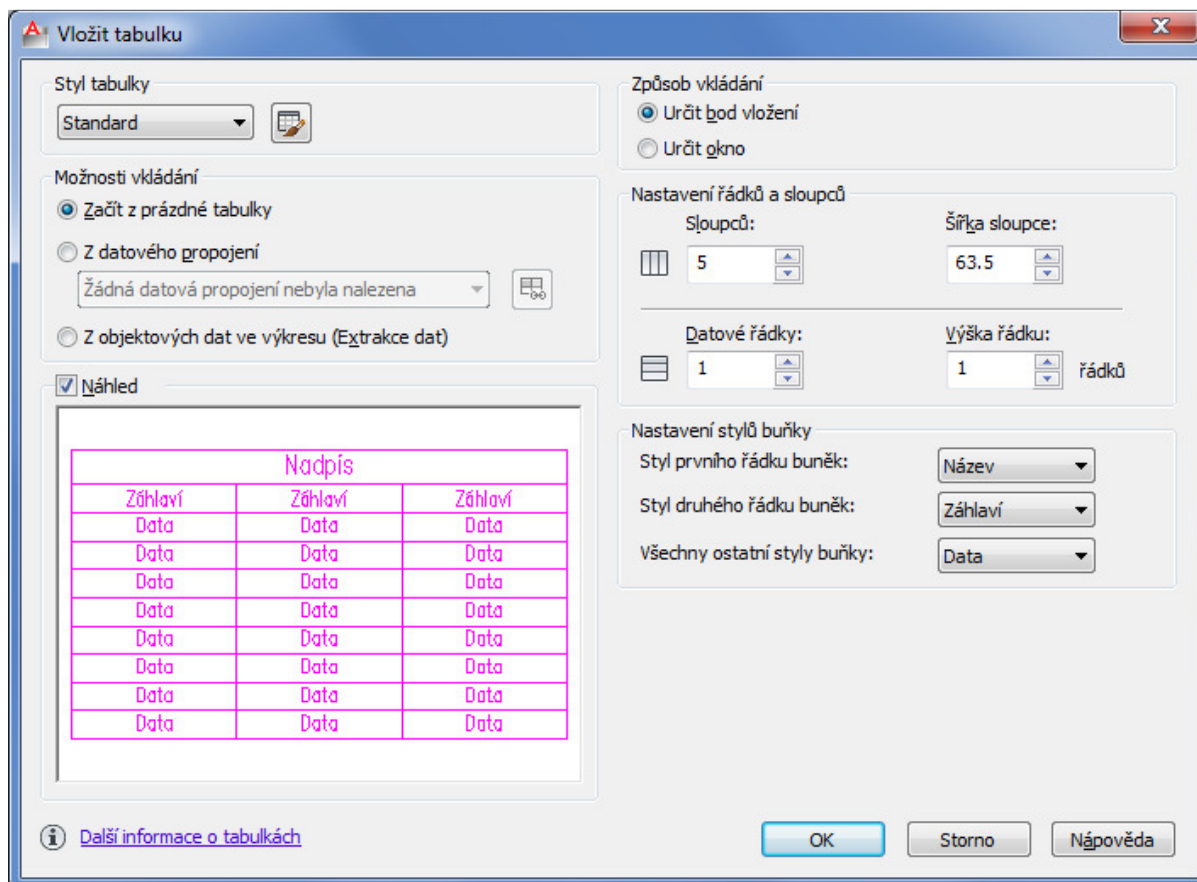 Vložit tabulku
Styl tabulky
Standard
Možnosti vkládání
Začít z prázdné tabulky
Z datového propojení
Žádná datová propojení nebyla nalezena
Z objektových dat ve výkresu (Extrakce dat)
Náhled
Nadpis
Záhlaví Záhlaví Záhlaví
Data Data Data
Data Data Data
Data Data Data
Data Data Data
Data Data Data
Data Data Data
Data Data Data
Data Data Data
Způsob vkládání
Určit bod vložení
Určit okno
Nastavení řádků a sloupců
Sloupců: Šířka sloupce:
5 63.5
Datové řádky: Výška řádku:
1 1 řádků
Nastavení stylů buňky
Styl prvního řádku buněk: Název
Styl druhého řádku buněk: Záhlaví
Všechny ostatní styly buňky: Data
Další informace o tabulkách
OK Storno Nápověda